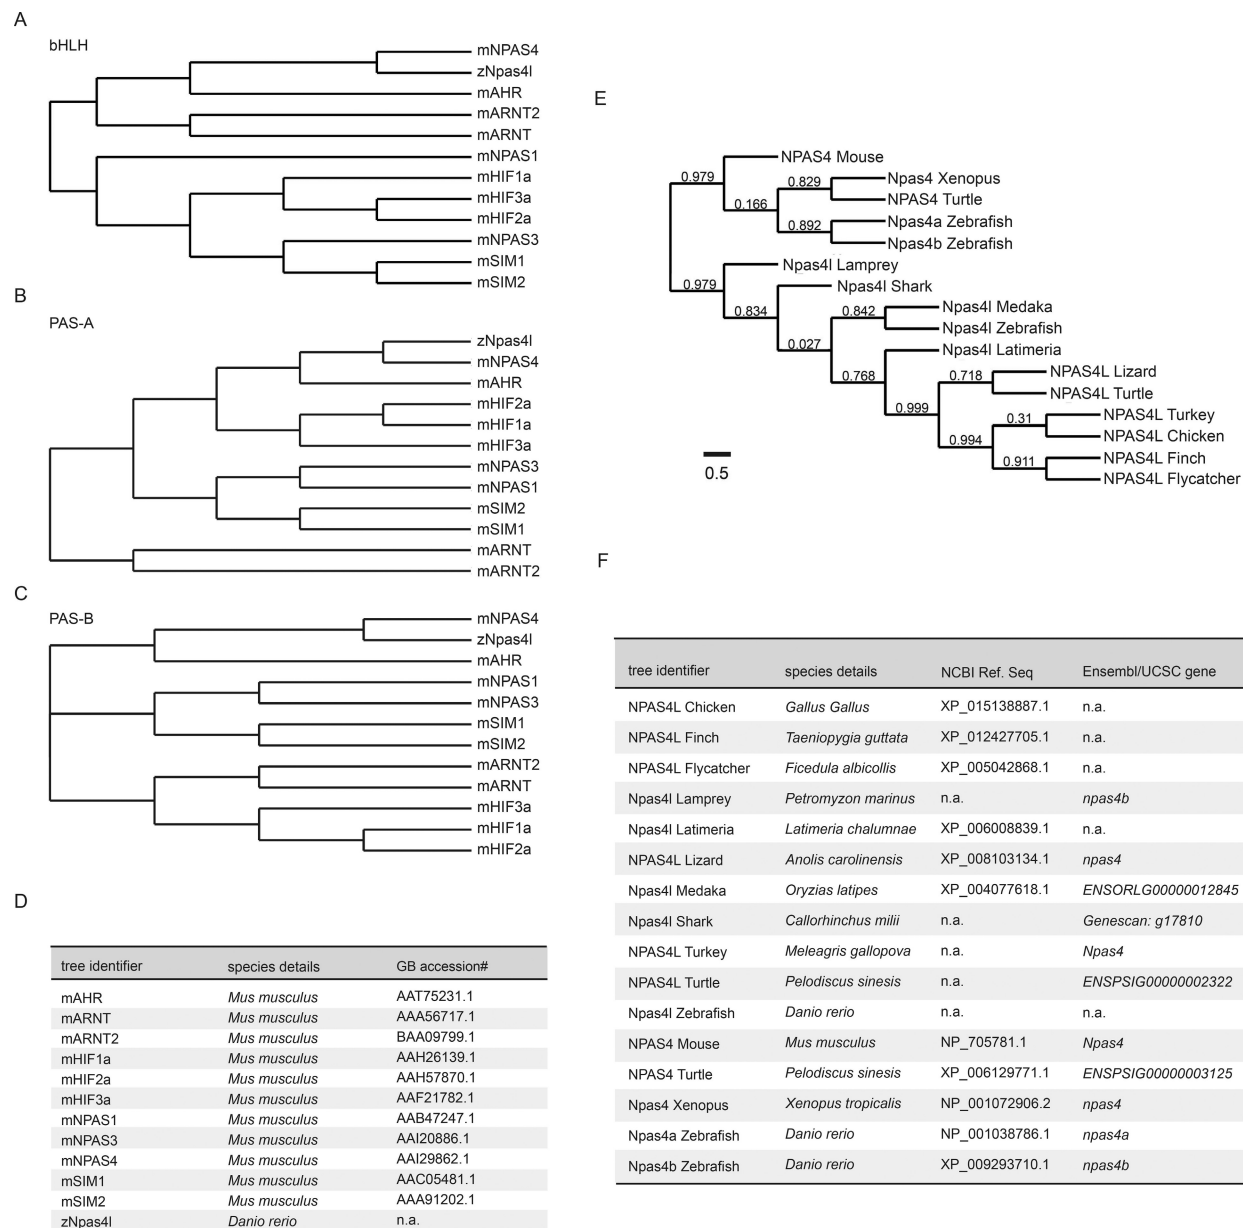 A
bHLH
mNPAS4
zNpas4l
mAHR
mARNT2
mARNT
mNPAS1
mHIF1a
mHIF3a
mHIF2a
mNPAS3
mSIM1
mSIM2
B
PAS-A
zNpas4l
mNPAS4
mAHR
mHIF2a
mHIF1a
mHIF3a
mNPAS3
mNPAS1
mSIM2
mSIM1
mARNT
mARNT2
C
PAS-B
mNPAS4
zNpas4l
mAHR
mNPAS1
mNPAS3
mSIM1
mSIM2
mARNT2
mARNT
mHIF3a
mHIF1a
mHIF2a
D
tree identifier species details GB accession#
mAHR Mus musculus AAT75231.1
mARNT Mus musculus AAA56717.1
mARNT2 Mus musculus BAA09799.1
mHIF1a Mus musculus AAH26139.1
mHIF2a Mus musculus AAH57870.1
mHIF3a Mus musculus AAF21782.1
mNPAS1 Mus musculus AAB47247.1
mNPAS3 Mus musculus AAI20886.1
mNPAS4 Mus musculus AAI29862.1
mSIM1 Mus musculus AAC05481.1
mSIM2 Mus musculus AAA91202.1
zNpas4l Danio rerio n.a.
E
NPAS4 Mouse
0.979
0.829 Npas4 Xenopus
0.166 NPAS4 Turtle
0.892 Npas4a Zebrafish
Npas4b Zebrafish
Npas4l Lamprey
0.979 Npas4l Shark
0.834 0.842 Npas4l Medaka
Npas4l Zebrafish
0.027 Npas4l Latimeria
0.768 0.718 NPAS4L Lizard
NPAS4L Turtle
0.999 0.31 NPAS4L Turkey
0.994 NPAS4L Chicken
0.911 NPAS4L Finch
NPAS4L Flycatcher
0.5
F
tree identifier species details NCBI Ref. Seq Ensembl/UCSC gene
NPAS4L Chicken Gallus Gallus XP_015138887.1 n.a.
NPAS4L Finch Taeniopygia guttata XP_012427705.1 n.a.
NPAS4L Flycatcher Ficedula albicollis XP_005042868.1 n.a.
Npas4l Lamprey Petromyzon marinus n.a. npas4b
Npas4l Latimeria Latimeria chalumnae XP_006008839.1 n.a.
NPAS4L Lizard Anolis carolinensis XP_008103134.1 npas4
Npas4l Medaka Oryzias latipes XP_004077618.1 ENSORLG00000012845
Npas4l Shark Callorhinchus milii n.a. Genescan: g17810
NPAS4L Turkey Meleagris gallopova n.a. Npas4
NPAS4L Turtle Pelodiscus sinesis n.a. ENSPSIG00000002322
Npas4l Zebrafish Danio rerio n.a. n.a.
NPAS4 Mouse Mus musculus NP_705781.1 Npas4
NPAS4 Turtle Pelodiscus sinesis XP_006129771.1 ENSPSIG00000003125
Npas4 Xenopus Xenopus tropicalis NP_001072906.2 npas4
Npas4a Zebrafish Danio rerio NP_001038786.1 npas4a
Npas4b Zebrafish Danio rerio XP_009293710.1 npas4b